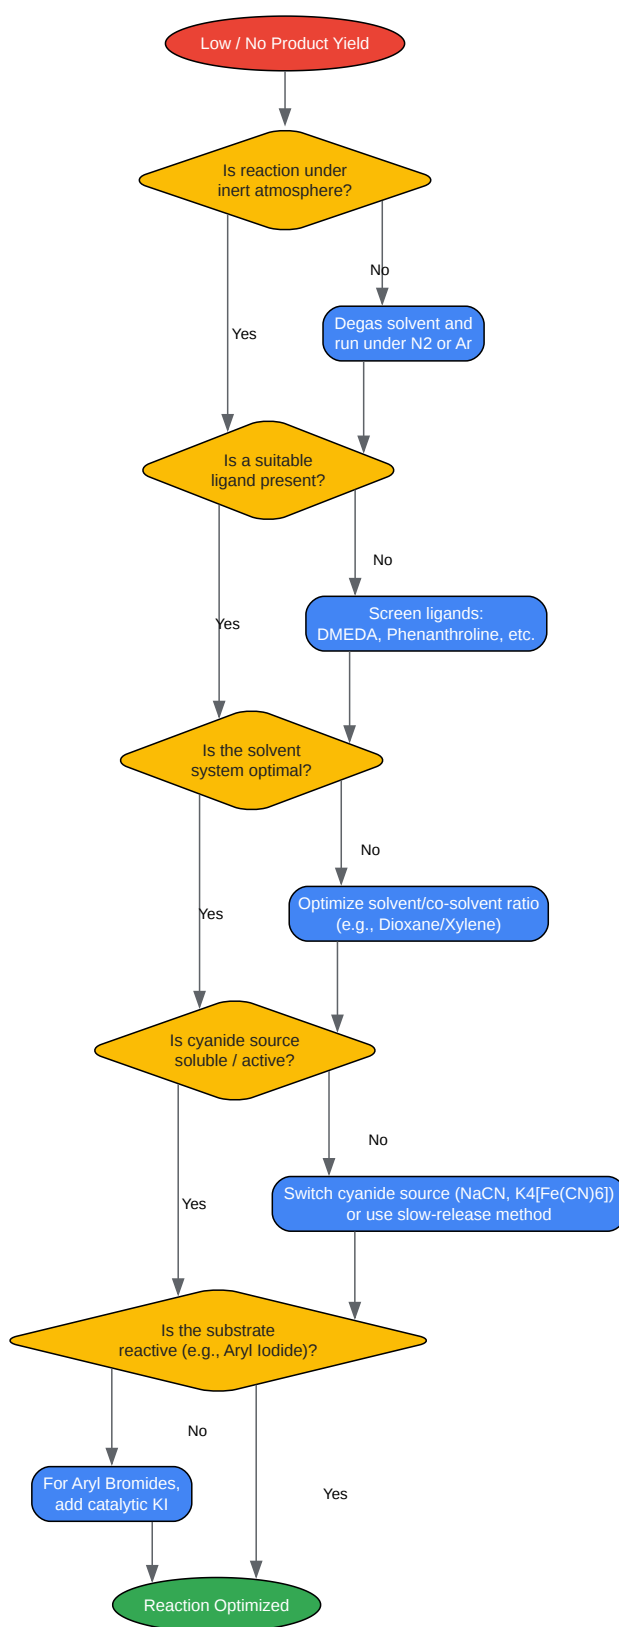 Low / No Product Yield
Is reaction under
inert atmosphere?
No
Degas solvent and
run under N2 or Ar
Yes
Is a suitable
ligand present?
No
Screen ligands:
DMEDA, Phenanthroline, etc.
Yes
Is the solvent
system optimal?
No
Optimize solvent/co-solvent ratio
(e.g., Dioxane/Xylene)
Yes
Is cyanide source
soluble / active?
No
Switch cyanide source (NaCN, K4[Fe(CN)6])
or use slow-release method
Yes
Is the substrate
reactive (e.g., Aryl Iodide)?
No
For Aryl Bromides,
add catalytic KI
Yes
Reaction Optimized